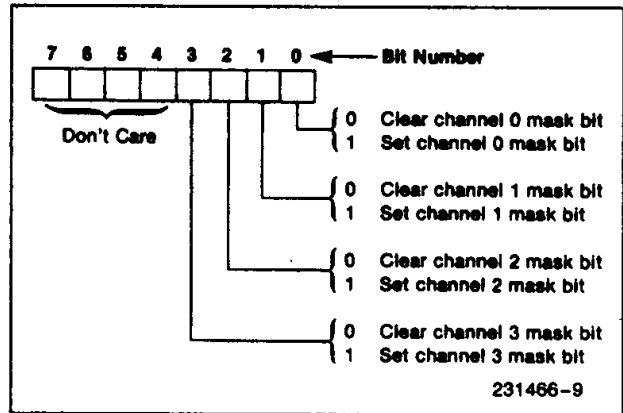 7 6 5 4 3 2 1 0 Bit Number
Don't Care
0 Clear channel 0 mask bit
1 Set channel 0 mask bit
0 Clear channel 1 mask bit
1 Set channel 1 mask bit
0 Clear channel 2 mask bit
1 Set channel 2 mask bit
0 Clear channel 3 mask bit
1 Set channel 3 mask bit
231466-9